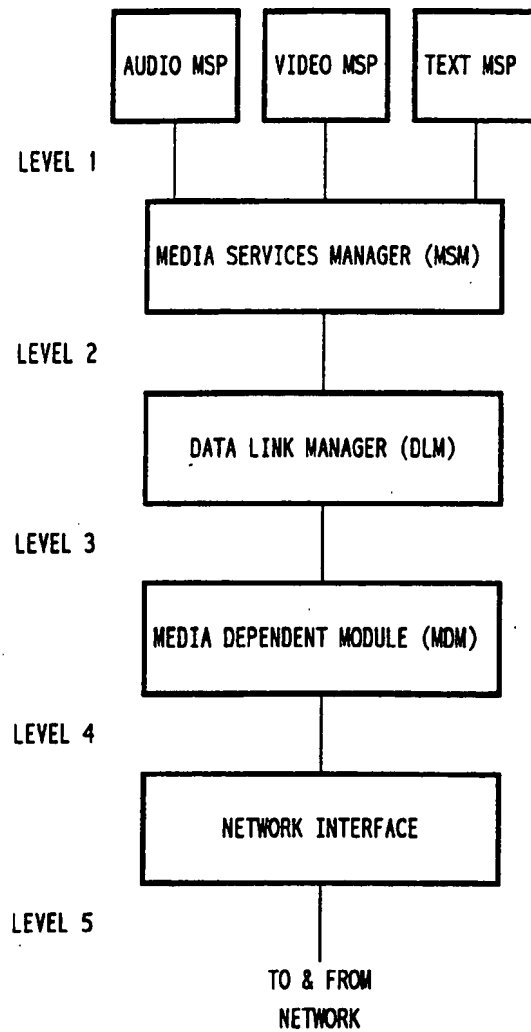 AUDIO MSP
VIDEO MSP
TEXT MSP
LEVEL 1
MEDIA SERVICES MANAGER (MSM)
LEVEL 2
DATA LINK MANAGER (DLM)
LEVEL 3
MEDIA DEPENDENT MODULE (MDM)
LEVEL 4
NETWORK INTERFACE
LEVEL 5
TO & FROM
NETWORK